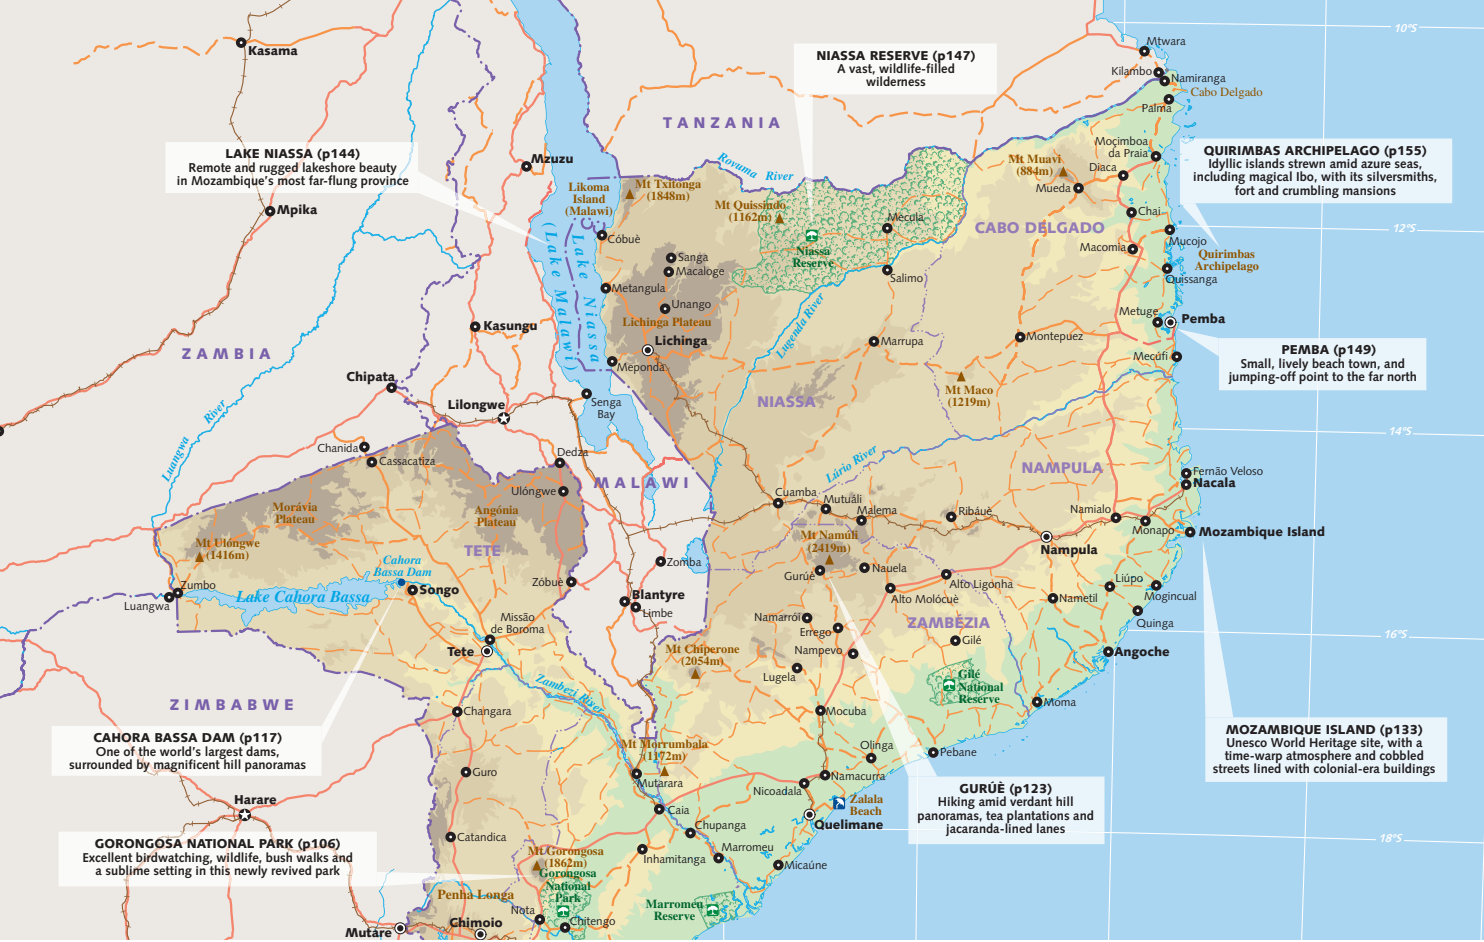 10°S
Kasama
Mtwara
Kilambo
Namiranga
Cabo Delgado
Palma
NIASSA RESERVE (p147)
A vast, wildlife-filled
wilderness
TANZANIA
Rovuma River
LAKE NIASSA (p144)
Remote and rugged lakeshore beauty
in Mozambique's most far-flung province
Mzuzu
Moçimboa
da Praia
Diaca
Mt Muavi
(884m)
Mueda
QUIRIMBAS ARCHIPELAGO (p155)
Idyllic islands strewn amid azure seas,
including magical Ibo, with its silversmiths,
fort and crumbling mansions
Likoma
Island
(Malawi)
Mt Txitonga
(1848m)
Mt Quissindo
(1162m)
Mpika
Mecula
Chai
CABO DELGADO
12°S
Cóbuè
Niassa
Reserve
Macomia
Mucojo
Quirimbas
Archipelago
Sanga
Macaloge
Salimo
Quissanga
Metangula
Unango
Lake Niassa
(Lake Malawi)
Lichinga Plateau
Lugenda River
Metuge
Pemba
Kasungu
Lichinga
Marrupa
Montepuez
Mecúfi
PEMBA (p149)
Small, lively beach town, and
jumping-off point to the far north
ZAMBIA
Meponda
Chipata
Mt Maco
(1219m)
Lilongwe
Senga
Bay
NIASSA
Luangwa River
14°S
Chanida
Cassacatiza
Dedza
Lúrio River
NAMPULA
Fernão Veloso
Nacala
Ulóngwe
MALAWI
Cuamba
Mutuáli
Malema
Ribáuè
Namialo
Monapo
Mozambique Island
Morávia
Plateau
Angónia
Plateau
TETE
Mt Ulóngwe
(1416m)
Mt Namúli
(2419m)
Nampula
Cahora
Bassa Dam
Zomba
Gurúè
Nauela
Alto Ligonha
Liúpo
Zumbo
Luangwa
Lake Cahora Bassa
Songo
Zóbuè
Blantyre
Limbe
Alto Molócuè
Nametil
Mogincual
Quinga
Missão
de Boroma
Namarrói
Errego
ZAMBÉZIA
16°S
Tete
Mt Chiperone
(2054m)
Nampevo
Gilé
Angoche
Lugela
Gilé
National
Reserve
Zambezi River
ZIMBABWE
Changara
Mocuba
Moma
CAHORA BASSA DAM (p117)
One of the world's largest dams,
surrounded by magnificent hill panoramas
Mt Morrumbala
(1172m)
Olinga
Pebane
MOZAMBIQUE ISLAND (p133)
Unesco World Heritage site, with a
time-warp atmosphere and cobbled
streets lined with colonial-era buildings
Guro
Mutarara
Namacurra
Nicoadala
GURÚÈ (p123)
Hiking amid verdant hill
panoramas, tea plantations and
jacaranda-lined lanes
Harare
Caia
Zalala
Beach
Chupanga
Quelimane
Catandica
18°S
GORONGOSA NATIONAL PARK (p106)
Excellent birdwatching, wildlife, bush walks and
a sublime setting in this newly revived park
Mt Gorongosa
(1862m)
Inhamitanga
Marromeu
Micaúne
Gorongosa
National
Park
Penha Longa
Marromeu
Reserve
Nota
Chitengo
Mutare
Chimoio